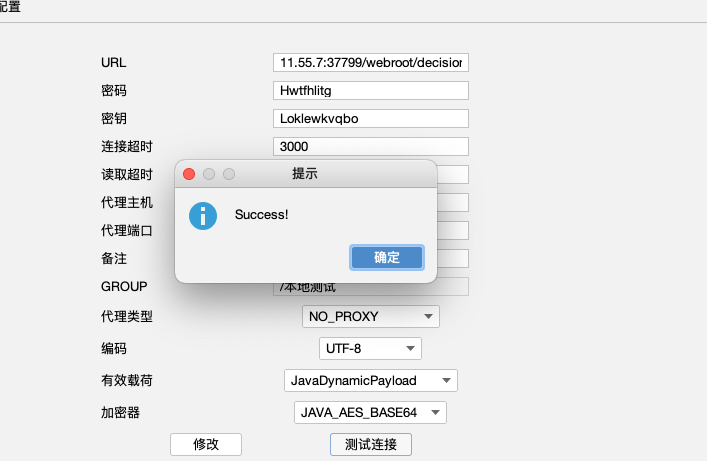 配置
URL 11.55.7:37799/webroot/decision
密码 Hwtfhlitg
密钥 Loklewkvqbo
连接超时 3000
读取超时
提示
代理主机
Success!
代理端口
备注 确定
GROUP /本地测试
代理类型 NO_PROXY
编码 UTF-8
有效载荷 JavaDynamicPayload
加密器 JAVA_AES_BASE64
修改 测试连接